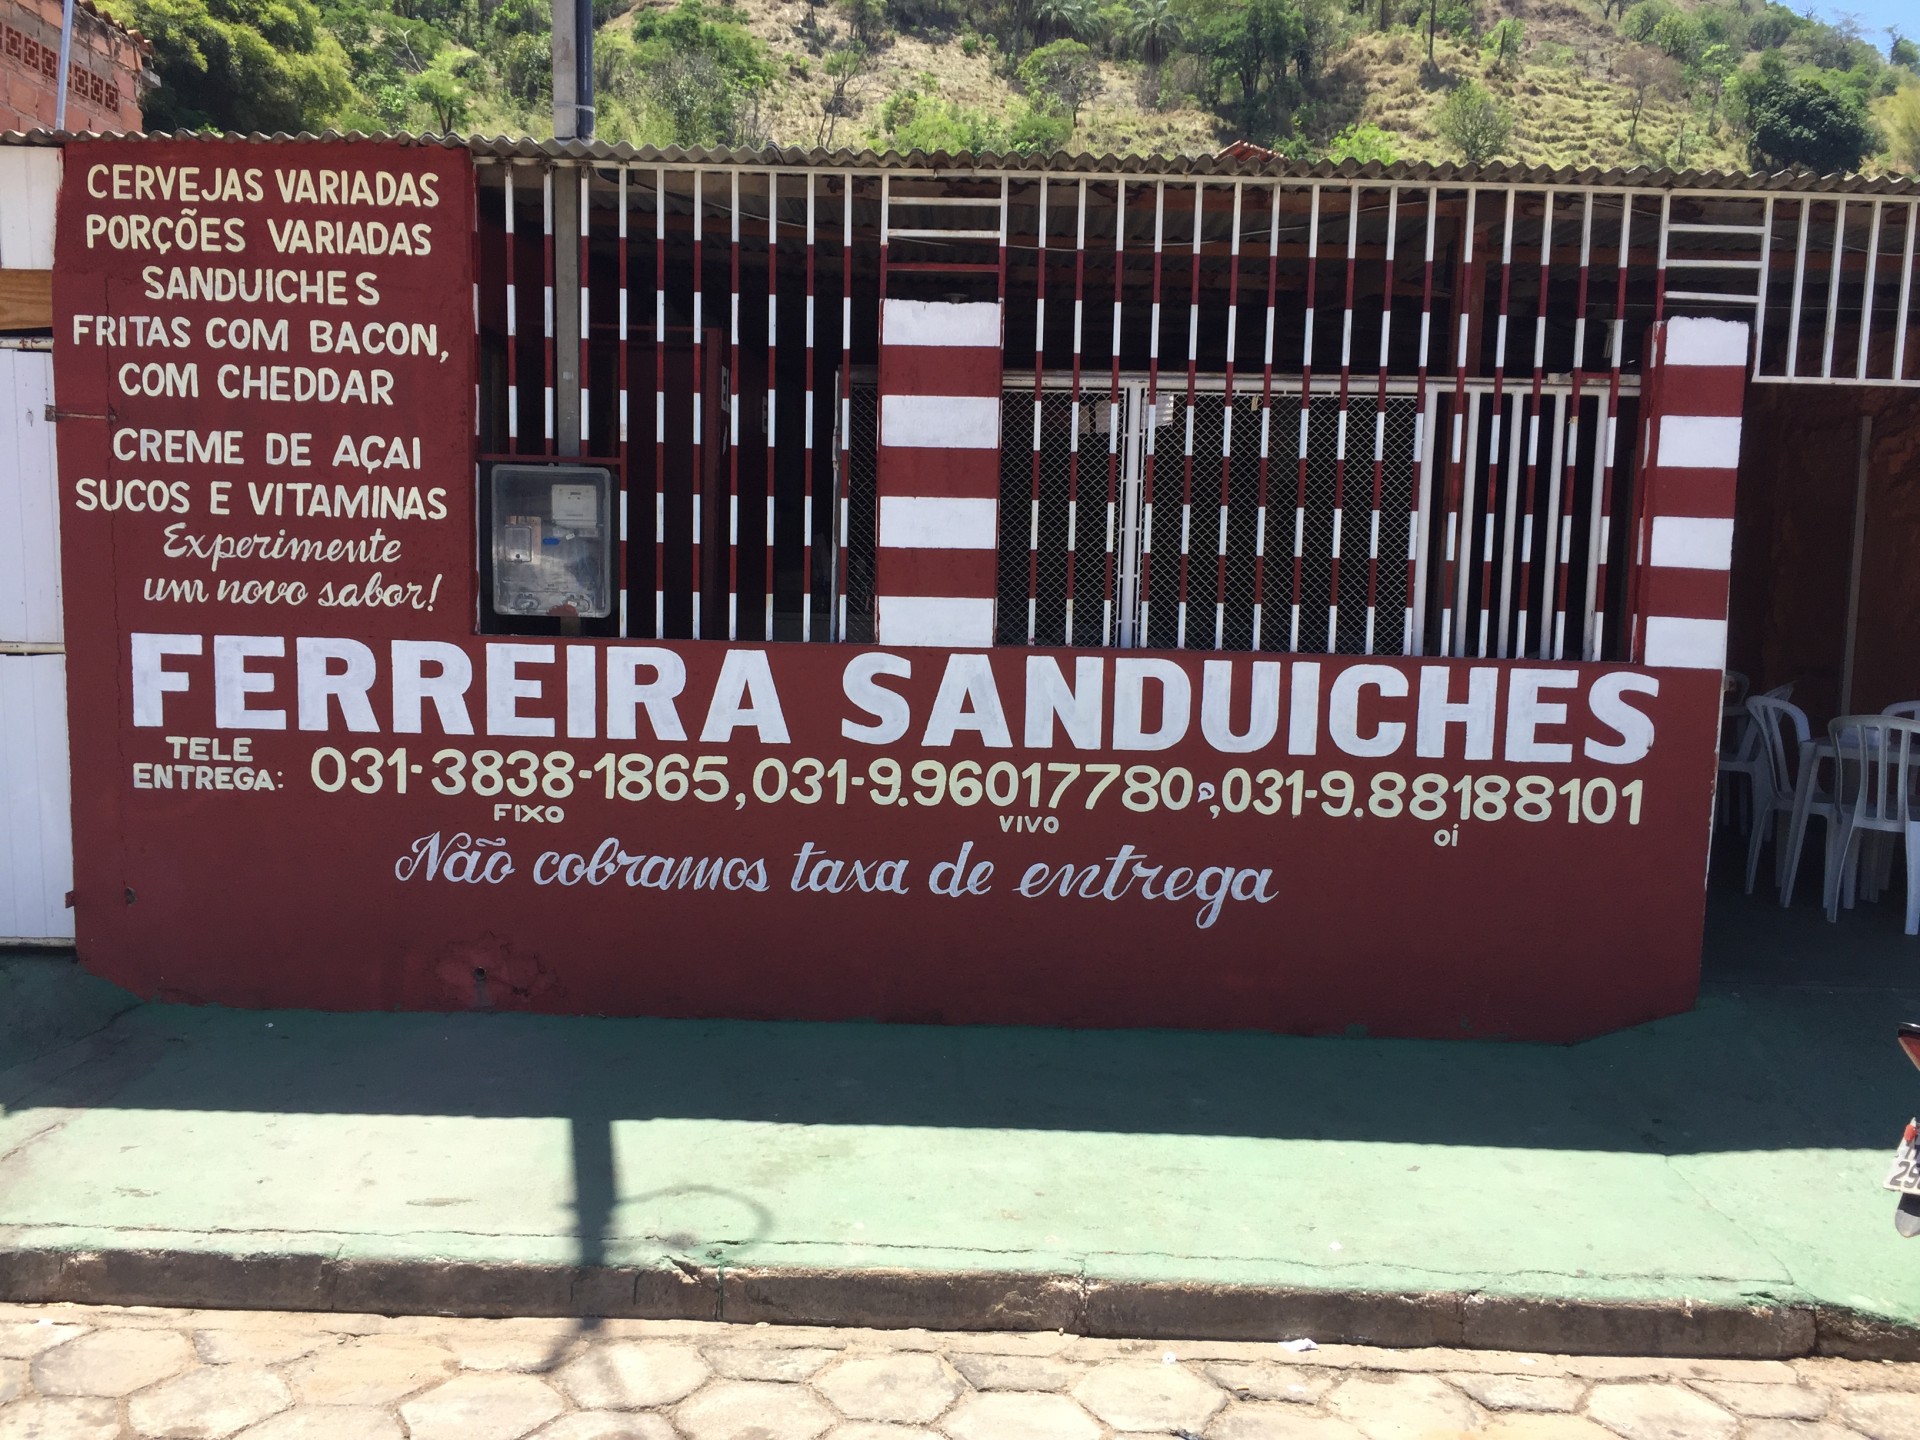 CERVEJAS VARIADAS
PORÇÕES VARIADAS
SANDUICHES
FRITAS COM BACON,
COM CHEDDAR
CREME DE AÇAI
SUCOS E VITAMINAS
Experimente
um novo sabor!
FERREIRA SANDUICHES
TELE
ENTREGA: 031-3838-1865, 031-9.96017780, 031-9.88188101
FIXO VIVO oi
Não cobramos taxa de entrega